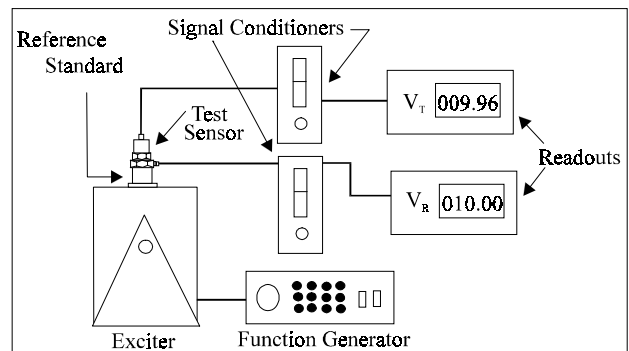 Signal Conditioners
Reference
Standard
Test
Sensor
V_T 009.96
Readouts
V_R 010.00
Exciter
Function Generator